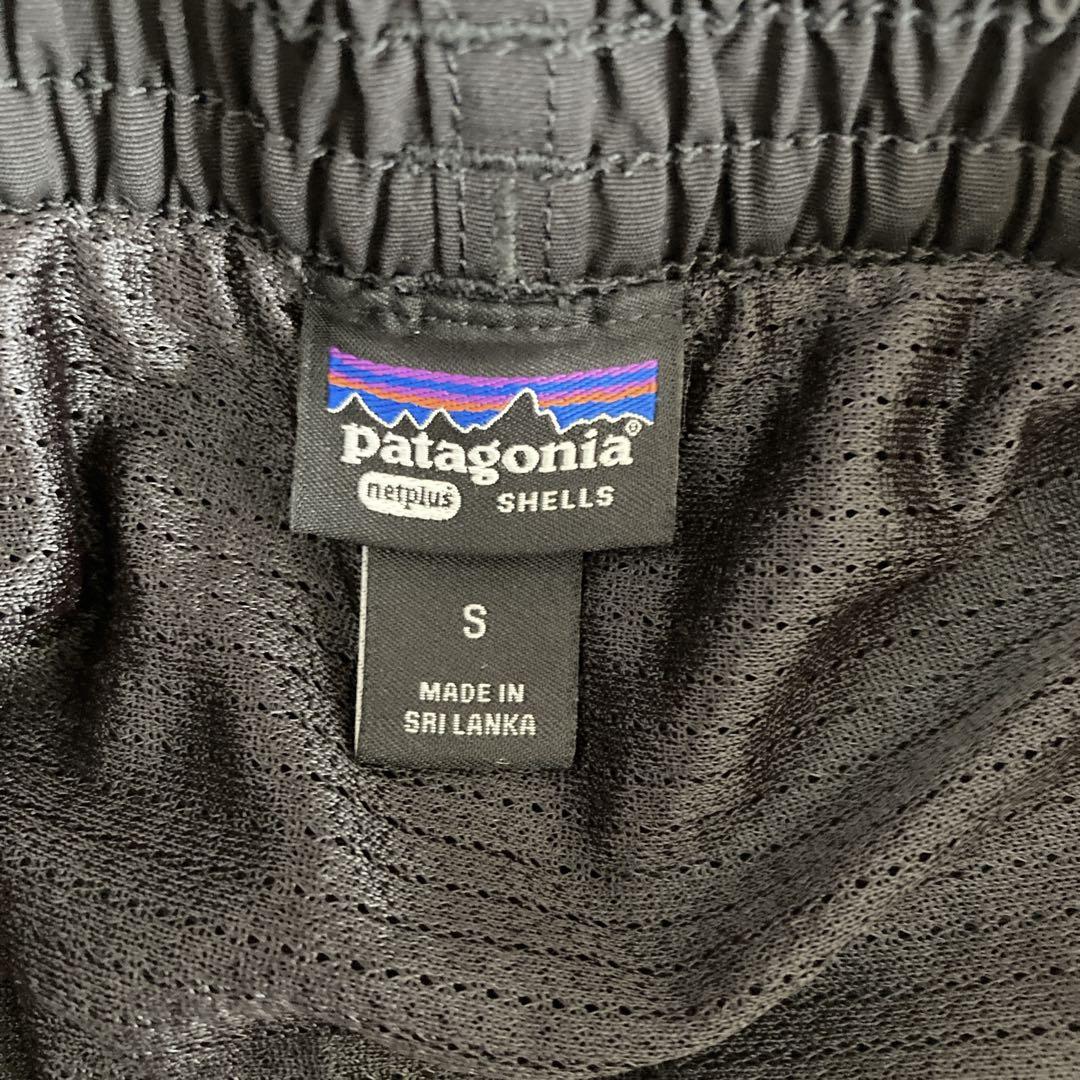 patagonia®
netplus SHELLS
S
MADE IN
SRI LANKA